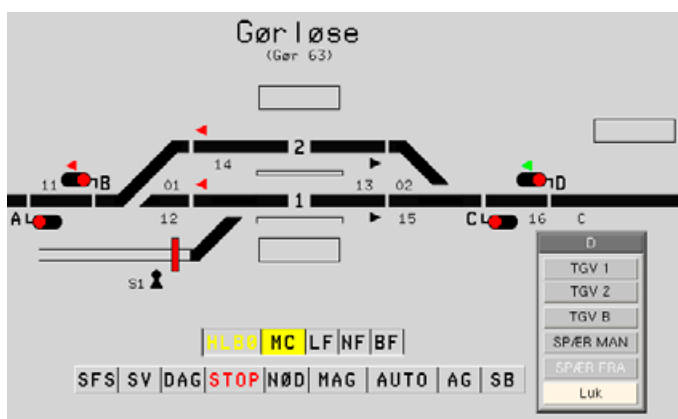 Gørløse
(Gør 63)
2
14
11 B 01 1 13 02 D
A 12 15 C 16 C
S1
D
TGV 1
TGV 2
TGV B
SPÆR MAN
SPÆR FRA
Luk
HLBØ MC LF NF BF
SFS SV DAG STOP NØD MAG AUTO AG SB